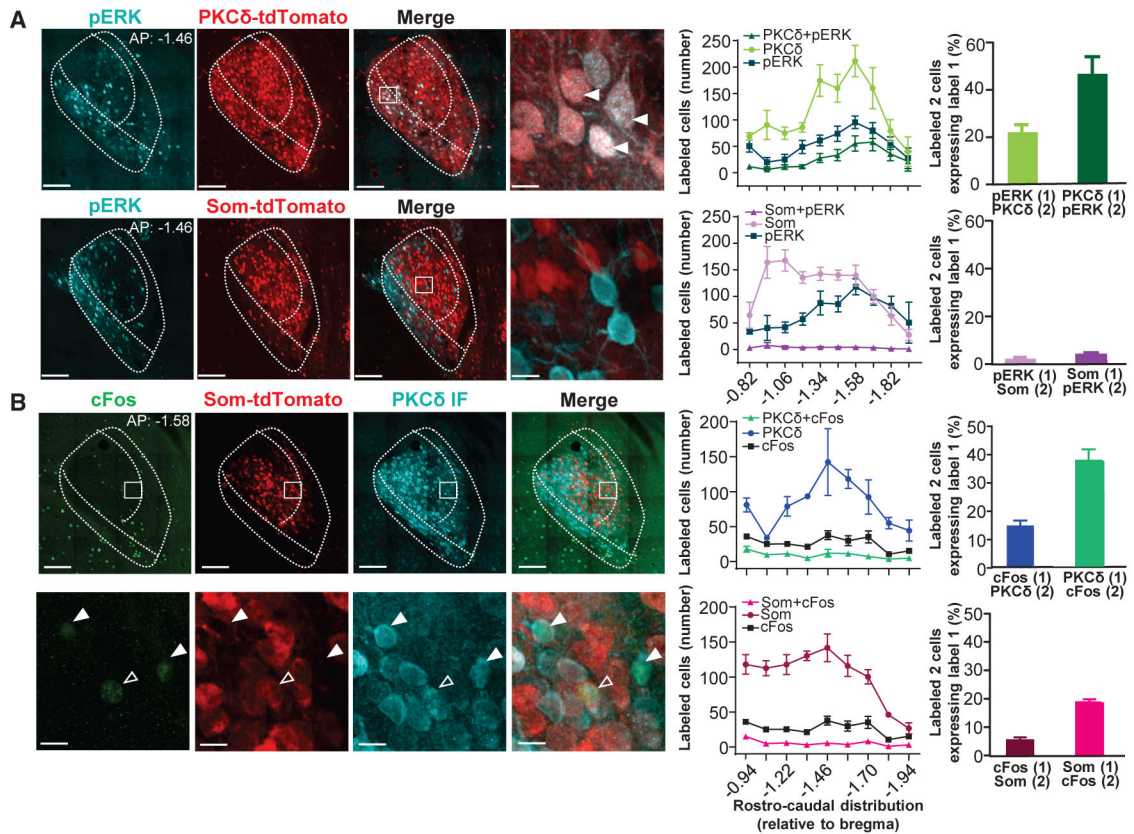 A
pERK
PKCδ-tdTomato
Merge
AP: -1.46
Labeled cells (number)
PKCδ+pERK
PKCδ
pERK
250
200
150
100
50
0
Labeled 2 cells
expressing label 1 (%)
60
40
20
0
pERK (1) PKCδ (1)
PKCδ (2) pERK (2)
pERK
Som-tdTomato
Merge
AP: -1.46
Labeled cells (number)
Som+pERK
Som
pERK
250
200
150
100
50
0
-0.82
-1.06
-1.34
-1.58
-1.82
Labeled 2 cells
expressing label 1 (%)
60
40
20
0
pERK (1) Som (1)
Som (2) pERK (2)
B
cFos
Som-tdTomato
PKCδ IF
Merge
AP: -1.58
Labeled cells (number)
PKCδ+cFos
PKCδ
cFos
200
150
100
50
0
Labeled 2 cells
expressing label 1 (%)
50
40
30
20
10
0
cFos (1) PKCδ (1)
PKCδ (2) cFos (2)
Labeled cells (number)
Som+cFos
Som
cFos
200
150
100
50
0
-0.94
-1.22
-1.46
-1.70
-1.94
Rostro-caudal distribution
(relative to bregma)
Labeled 2 cells
expressing label 1 (%)
50
40
30
20
10
0
cFos (1) Som (1)
Som (2) cFos (2)